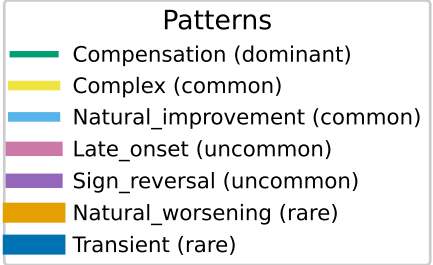 Patterns
Compensation (dominant)
Complex (common)
Natural_improvement (common)
Late_onset (uncommon)
Sign_reversal (uncommon)
Natural_worsening (rare)
Transient (rare)